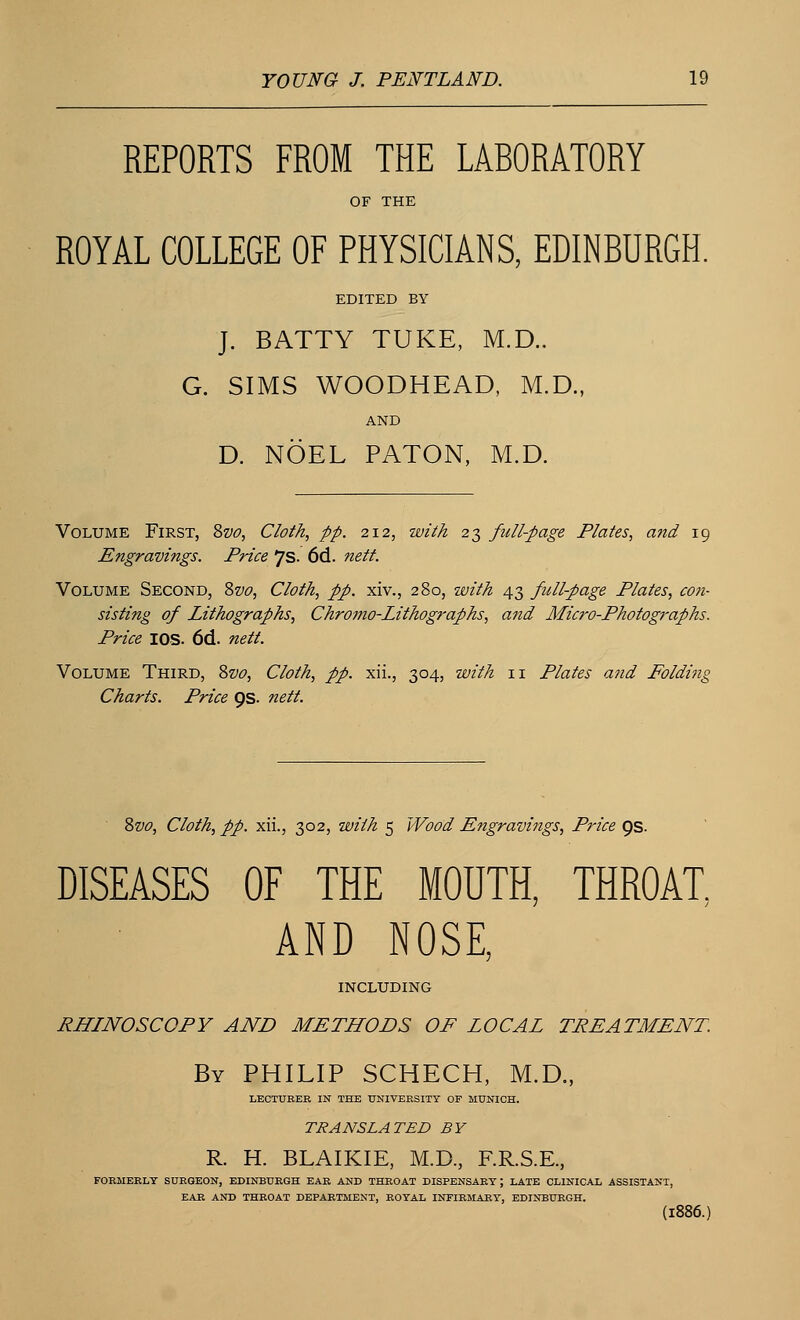 YOUNG J. PENTLAND. 19
REPORTS FROM THE LABORATORY
OF THE
ROYAL COLLEGE OF PHYSICIANS, EDINBURGH.
EDITED BY
J. BATTY TUKE, M.D..
G. SIMS WOODHEAD, M.D.,
AND
D. NÖEL PATON, M.D.
VOLUME FIRST, 8vo, Cloth, pp. 212, with 23 full-page Plates, and 19
Engravings. Price 7s. 6d. nett.
VOLUME SECOND, 8vo, Cloth, pp. xiv., 280, with 43 full-page Plates, con-
sisting of Lithographs, Chromo-Lithographs, and Micro-Photographs.
Price 10s. 6d. nett.
VOLUME THIRD, 8vo, Cloth, pp. xii., 304, with 11 Plates and Folding
Charts. Price 9s. nett.
8vo, Cloth, pp. xii., 302, with 5 Wood Engravings, Price 9s.
DISEASES OF THE MOUTH, THROAT,
AND NOSE,
INCLUDING
RHINOSCOPY AND METHODS OF LOCAL TREATMENT.
BY PHILIP SCHECH, M.D.,
LECTURER IN THE UNIVERSITY OF MUNICH.
TRANSLATED BY
R. H. BLAIKIE, M.D., F.R.S.E.,
FORMERLY SURGEON, EDINBURGH EAR AND THROAT DISPENSARY; LATE CLINICAL ASSISTANT,
EAR AND THROAT DEPARTMENT, ROYAL INFIRMARY, EDINBURGH.
(1886.)